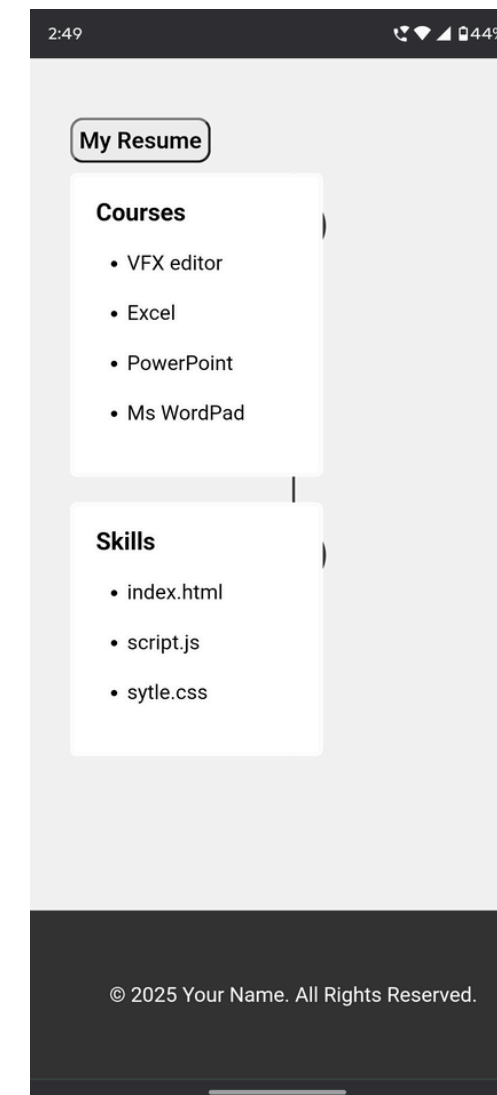 2:49
44%
My Resume
Courses
• VFX editor
• Excel
• PowerPoint
• Ms WordPad
Skills
• index.html
• script.js
• sytle.css
© 2025 Your Name. All Rights Reserved.